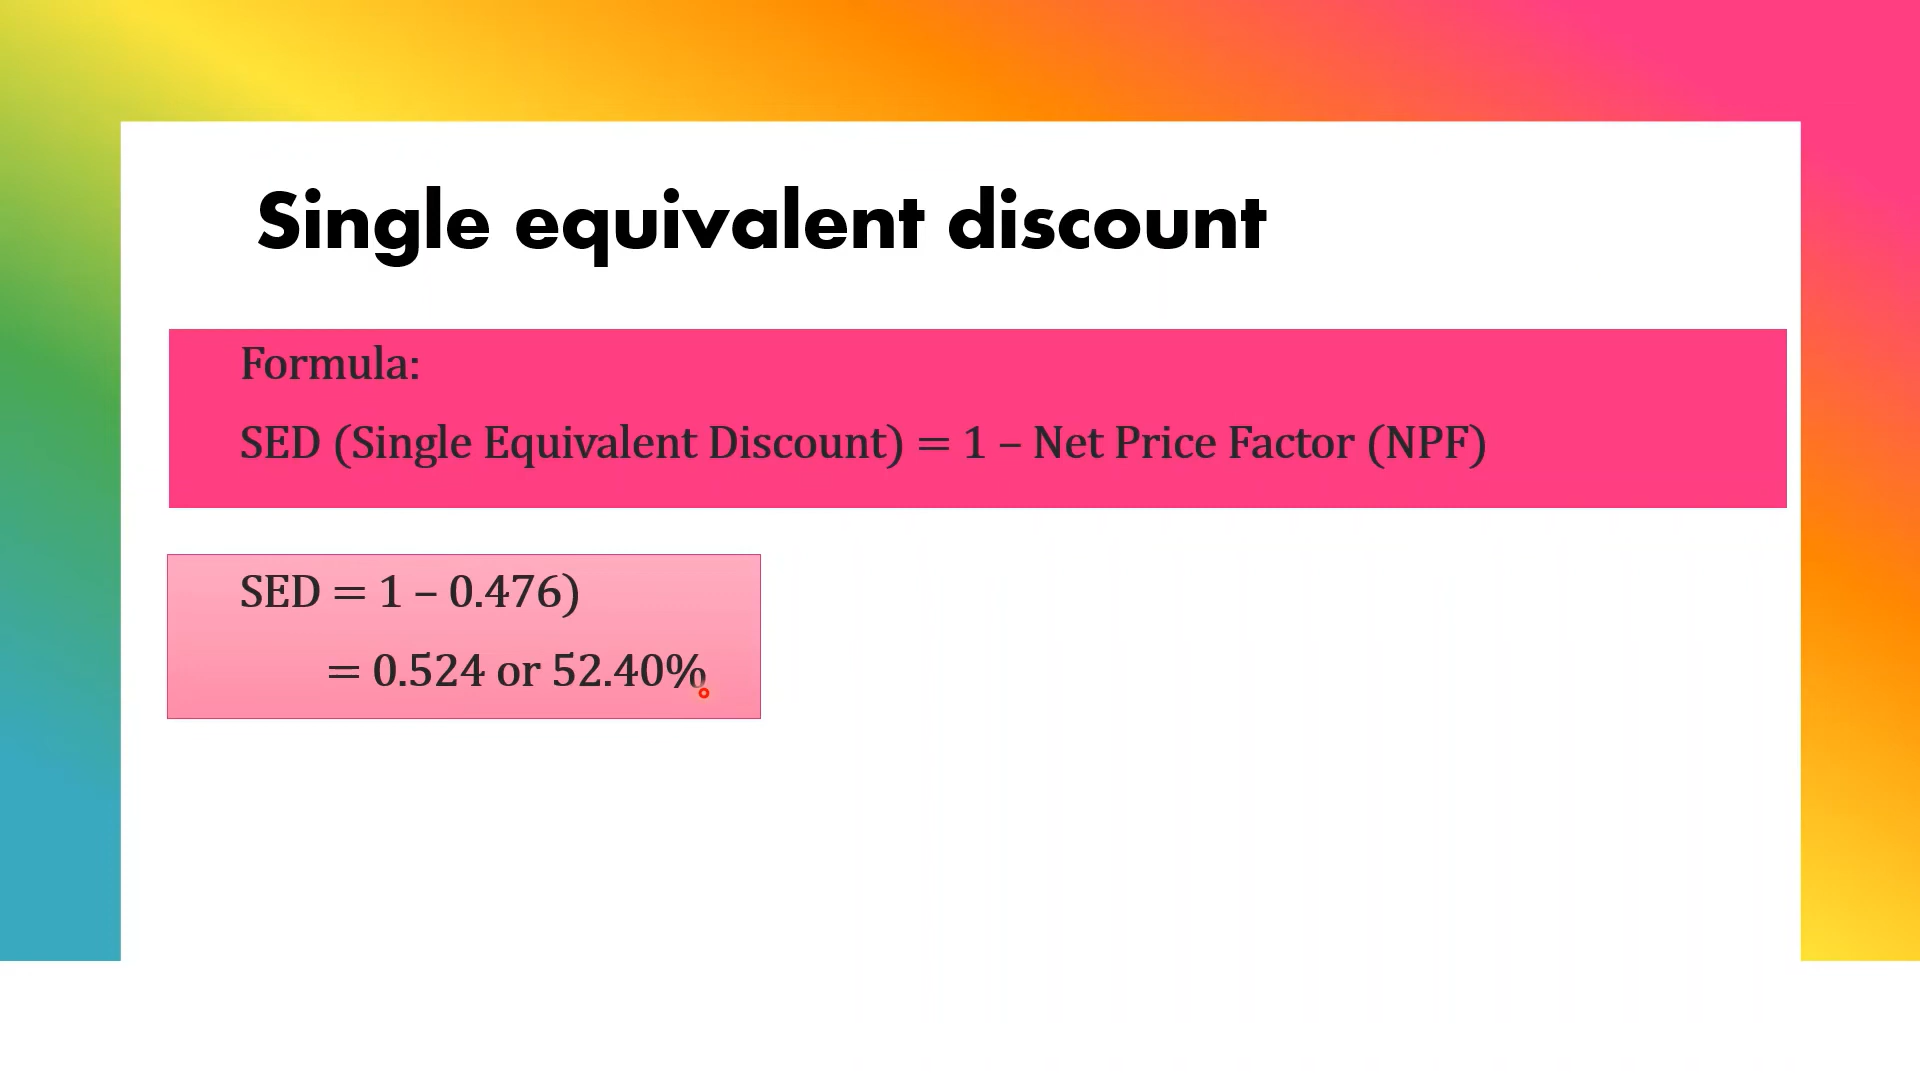 Single equivalent discount
Formula:
SED (Single Equivalent Discount) = 1 – Net Price Factor (NPF)
SED = 1 – 0.476)
= 0.524 or 52.40%